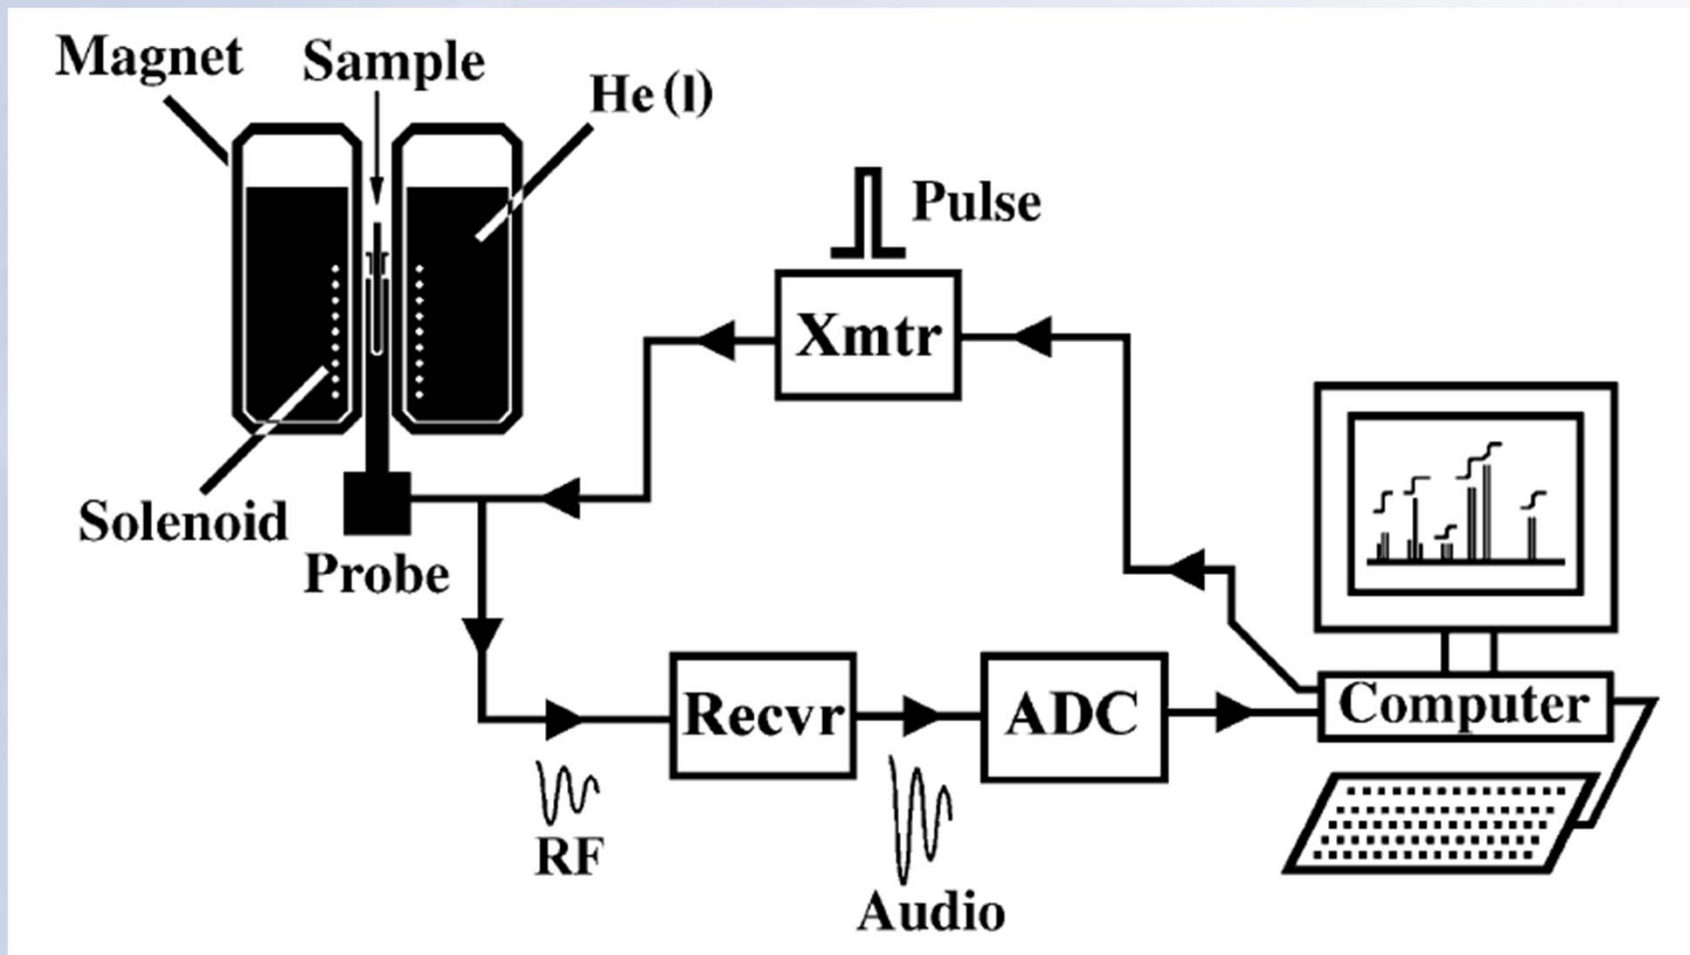 Magnet
Sample
He (l)
Pulse
Xmtr
Solenoid
Probe
Recvr
ADC
Computer
RF
Audio